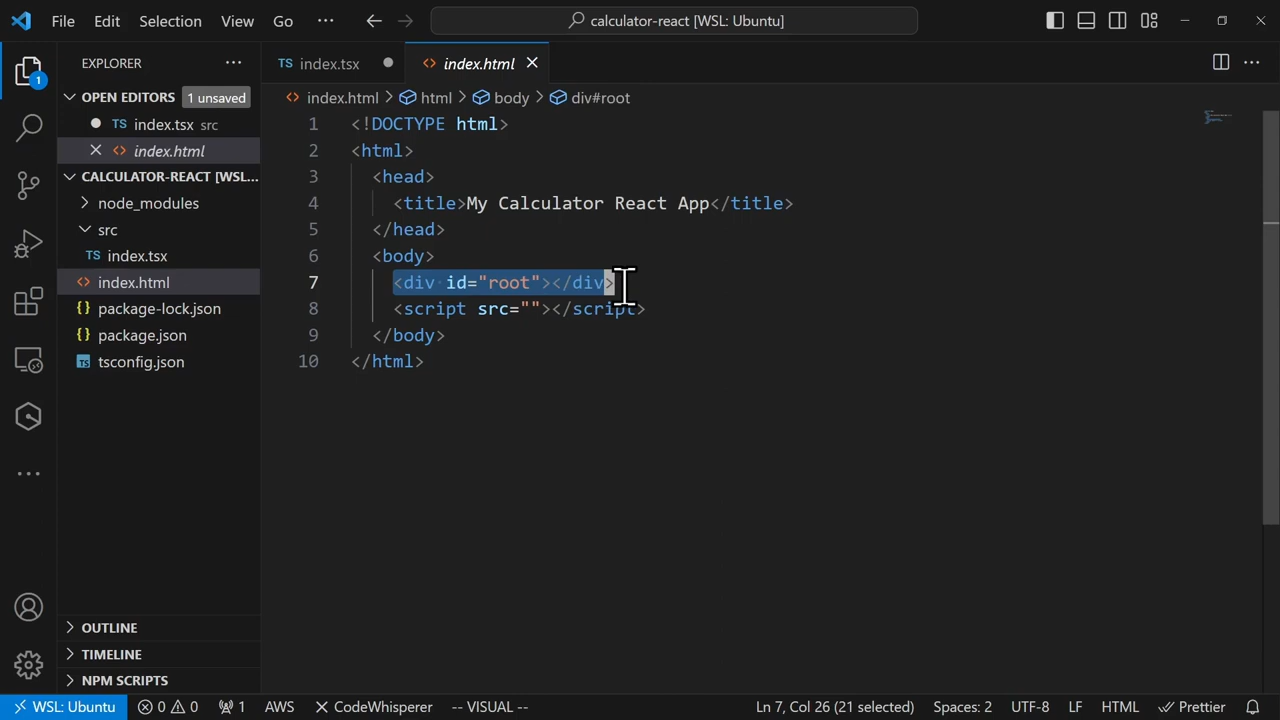 File Edit Selection View Go ··· calculator-react [WSL: Ubuntu]
EXPLORER ···
OPEN EDITORS 1 unsaved
TS index.tsx src
index.html
CALCULATOR-REACT [WSL...
node_modules
src
TS index.tsx
index.html
package-lock.json
package.json
TS tsconfig.json
OUTLINE
TIMELINE
NPM SCRIPTS
1
TS index.tsx
index.html
index.html > html > body > div#root
1 <!DOCTYPE html>
2 <html>
3 <head>
4 <title>My Calculator React App</title>
5 </head>
6 <body>
7 <div·id="root"></div>
8 <script src=""></script>
9 </body>
10 </html>
WSL: Ubuntu 0 0 1 AWS CodeWhisperer -- VISUAL -- Ln 7, Col 26 (21 selected) Spaces: 2 UTF-8 LF HTML Prettier